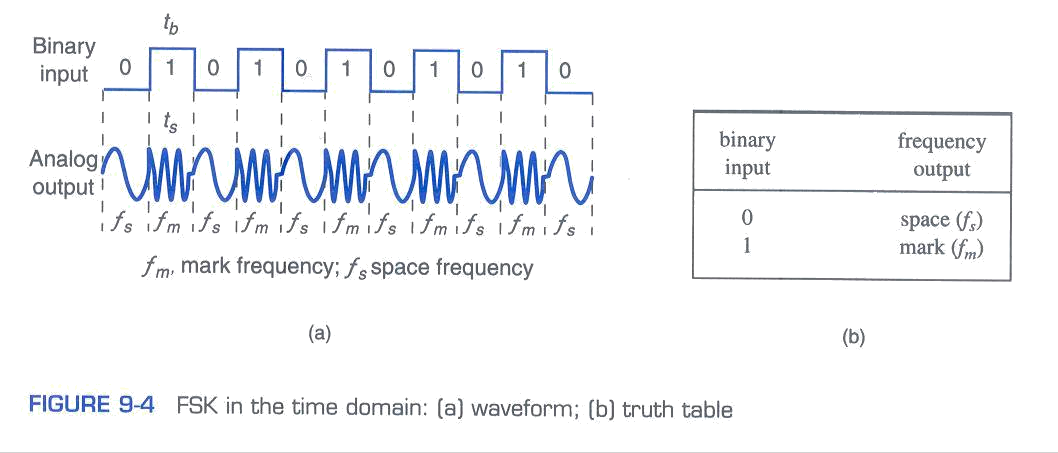 t_b
Binary input
0 1 0 1 0 1 0 1 0 1 0
t_s
Analog output
f_s f_m f_s f_m f_s f_m f_s f_m f_s f_m f_s
f_m, mark frequency; f_s space frequency
(a)
binary input
frequency output
0 space (f_s)
1 mark (f_m)
(b)
FIGURE 9-4 FSK in the time domain: (a) waveform; (b) truth table